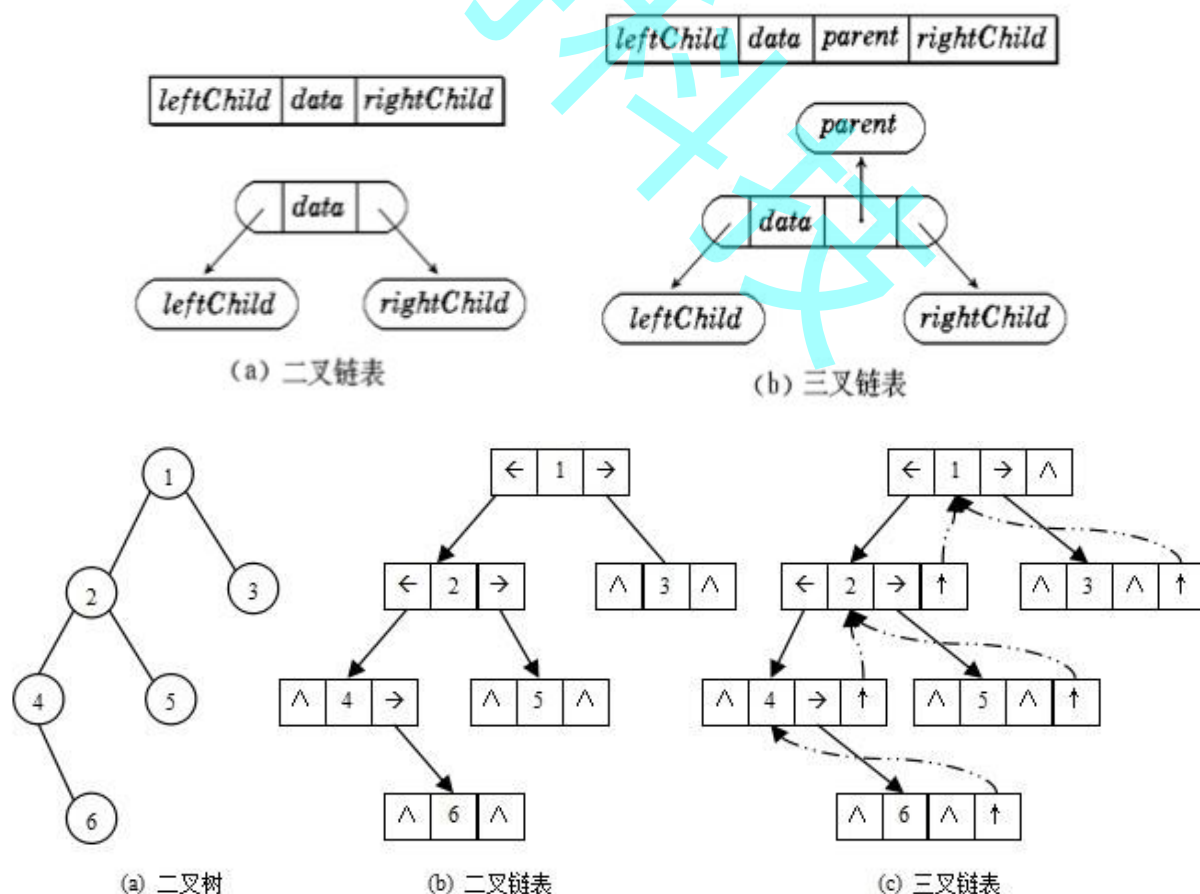 leftChild data rightChild
data
leftChild rightChild
(a) 二叉链表
leftChild data parent rightChild
parent
data
leftChild rightChild
(b) 三叉链表
1
2 3
4 5
6
(a) 二叉树
← 1 →
← 2 → ∧ 3 ∧
∧ 4 → ∧ 5 ∧
∧ 6 ∧
(b) 二叉链表
← 1 → ∧
← 2 → ↑ ∧ 3 ∧ ↑
∧ 4 → ↑ ∧ 5 ∧ ↑
∧ 6 ∧ ↑
(c) 三叉链表
科技